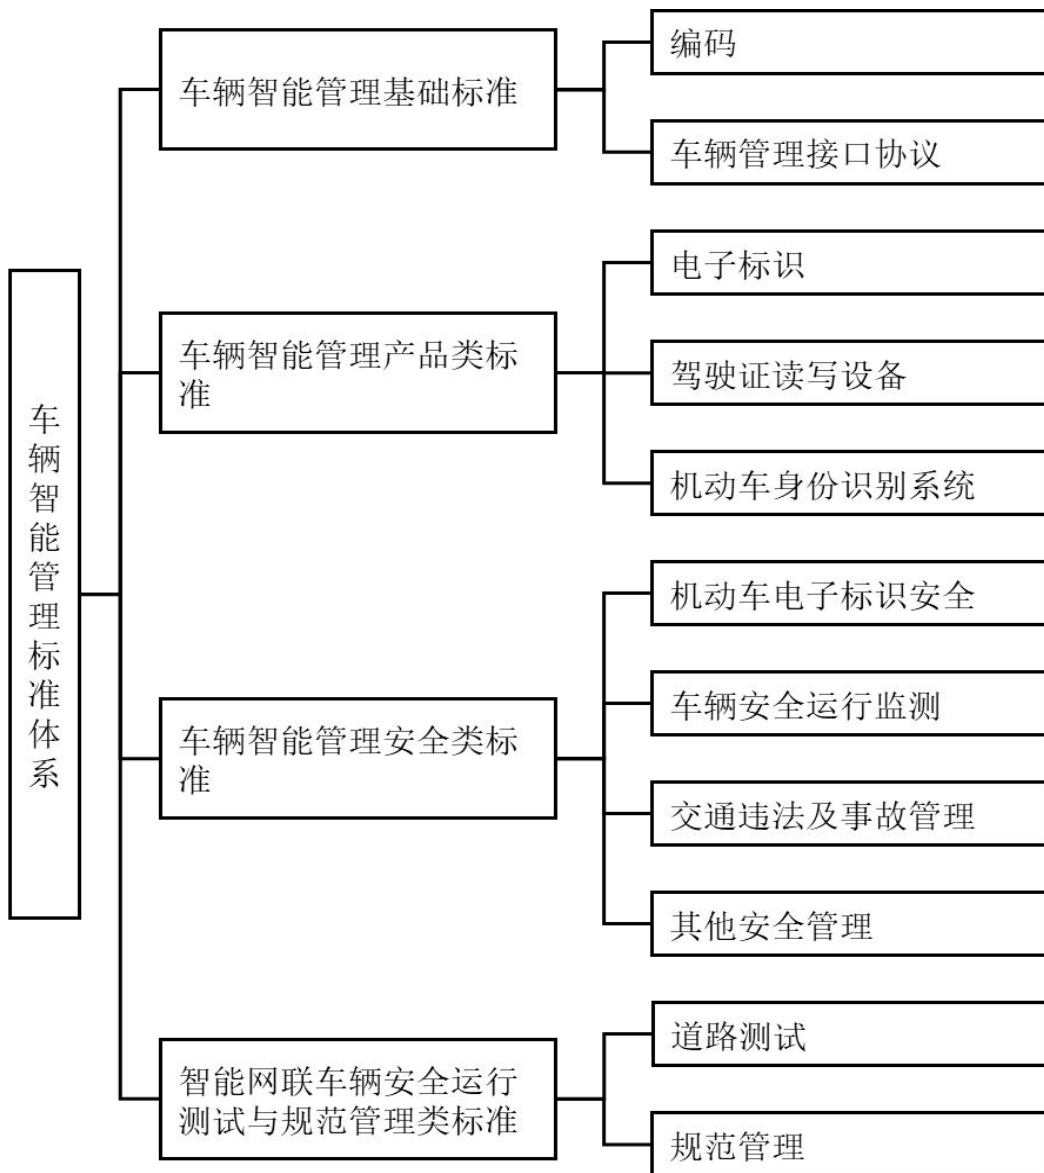 车辆智能管理标准体系
车辆智能管理基础标准
编码
车辆管理接口协议
车辆智能管理产品类标
准
电子标识
驾驶证读写设备
机动车身份识别系统
车辆智能管理安全类标
准
机动车电子标识安全
车辆安全运行监测
交通违法及事故管理
其他安全管理
智能网联车辆安全运行
测试与规范管理类标准
道路测试
规范管理